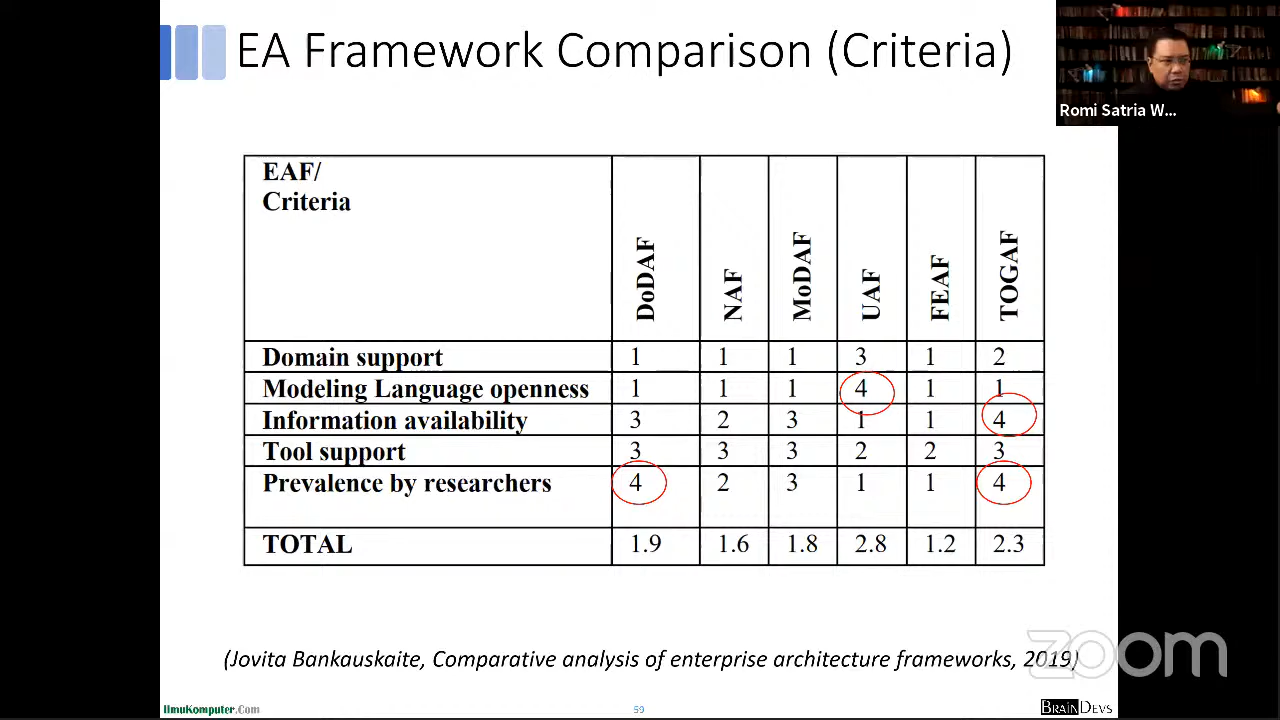 EA Framework Comparison (Criteria)
Romi Satria W...
EAF/
Criteria
DoDAF
NAF
MoDAF
UAF
FEAF
TOGAF
Domain support 1 1 1 3 1 2
Modeling Language openness 1 1 1 4 1 1
Information availability 3 2 3 1 1 4
Tool support 3 3 3 2 2 3
Prevalence by researchers 4 2 3 1 1 4
TOTAL 1.9 1.6 1.8 2.8 1.2 2.3
(Jovita Bankauskaite, Comparative analysis of enterprise architecture frameworks, 2019)
zoom
IlmuKomputer.Com
59
BRAINDEVS